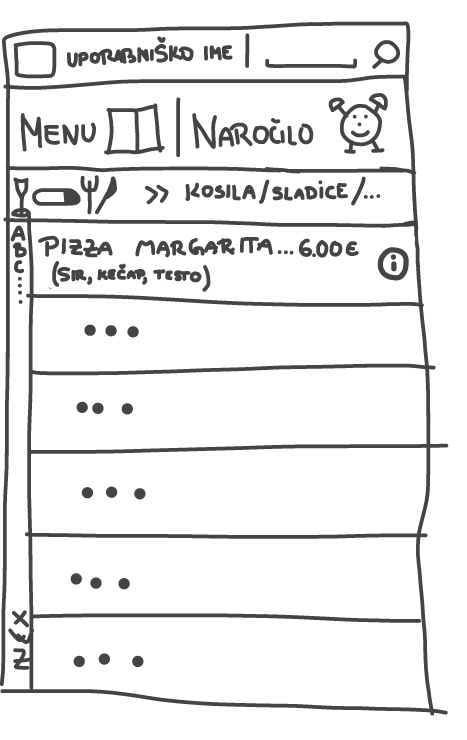 UPORABNIŠKO IME
MENU NAROČILO
>> KOSILA/SLADICE/...
A
B
C
PIZZA MARGARITA... 6.00€
(SIR, KEČAP, TESTO)
i
X
Y
Z